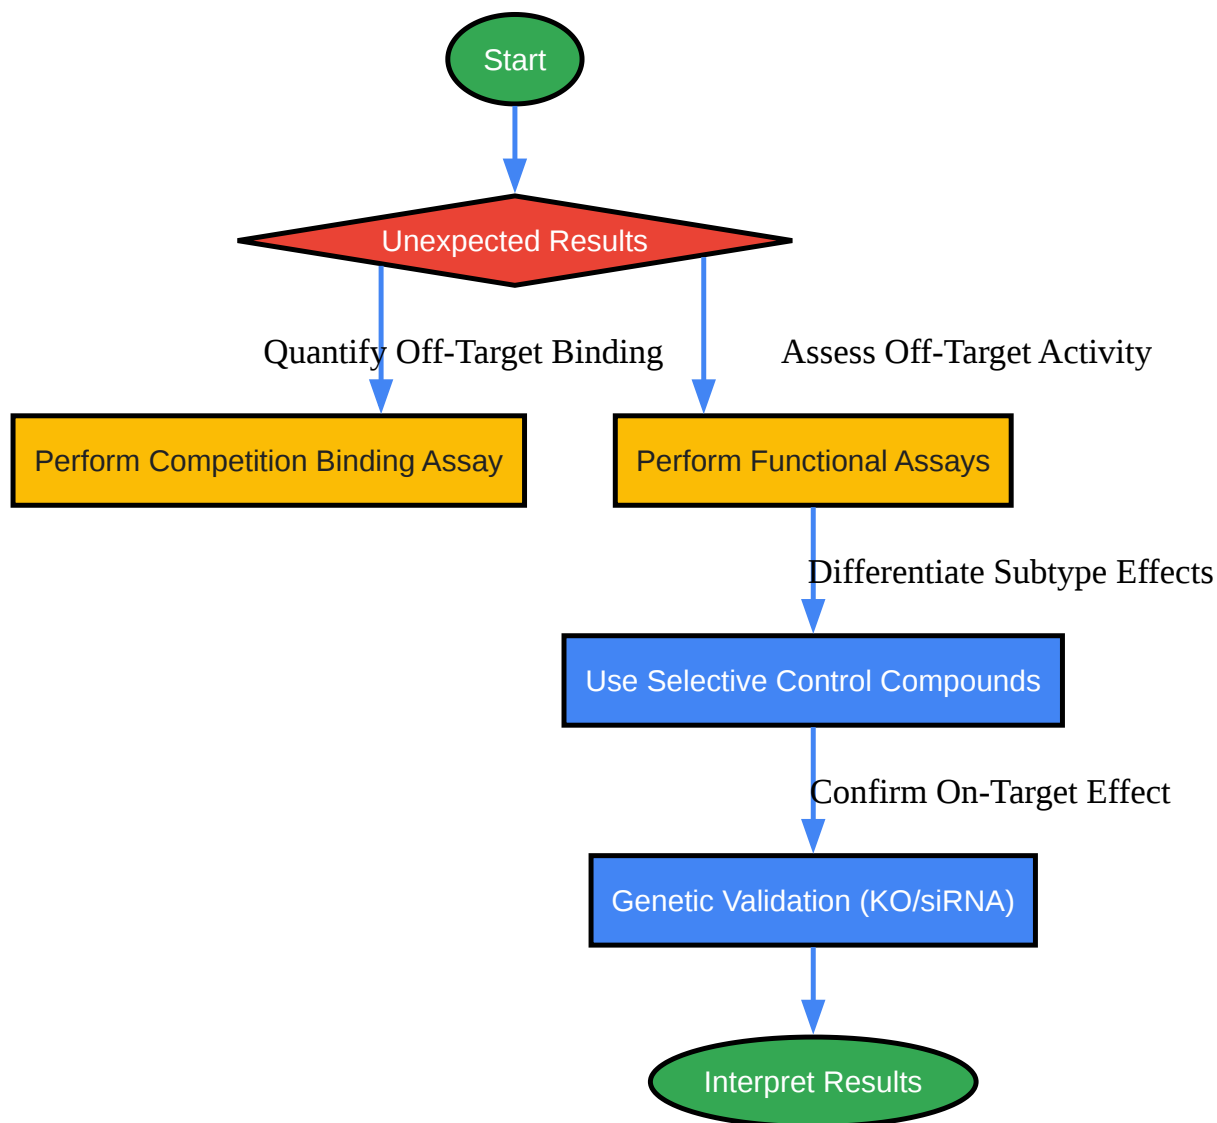 Start
Unexpected Results
Quantify Off-Target Binding
Assess Off-Target Activity
Perform Competition Binding Assay
Perform Functional Assays
Differentiate Subtype Effects
Use Selective Control Compounds
Confirm On-Target Effect
Genetic Validation (KO/siRNA)
Interpret Results